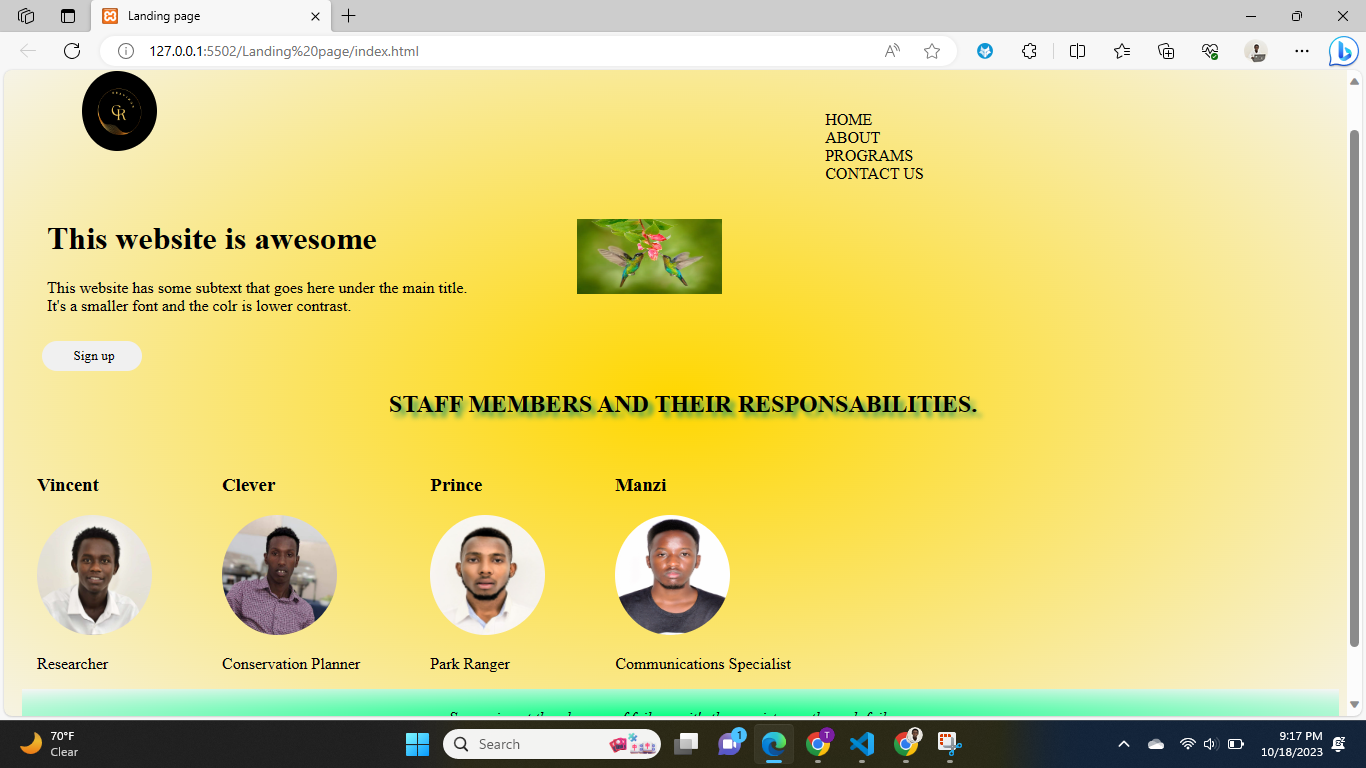 Landing page
127.0.0.1:5502/Landing%20page/index.html
GR
HOME
ABOUT
PROGRAMS
CONTACT US
This website is awesome
This website has some subtext that goes here under the main title.
It's a smaller font and the colr is lower contrast.
Sign up
STAFF MEMBERS AND THEIR RESPONSABILITIES.
Vincent Clever Prince Manzi
Researcher Conservation Planner Park Ranger Communications Specialist
70°F
Clear
Search
1
T
9:17 PM
10/18/2023